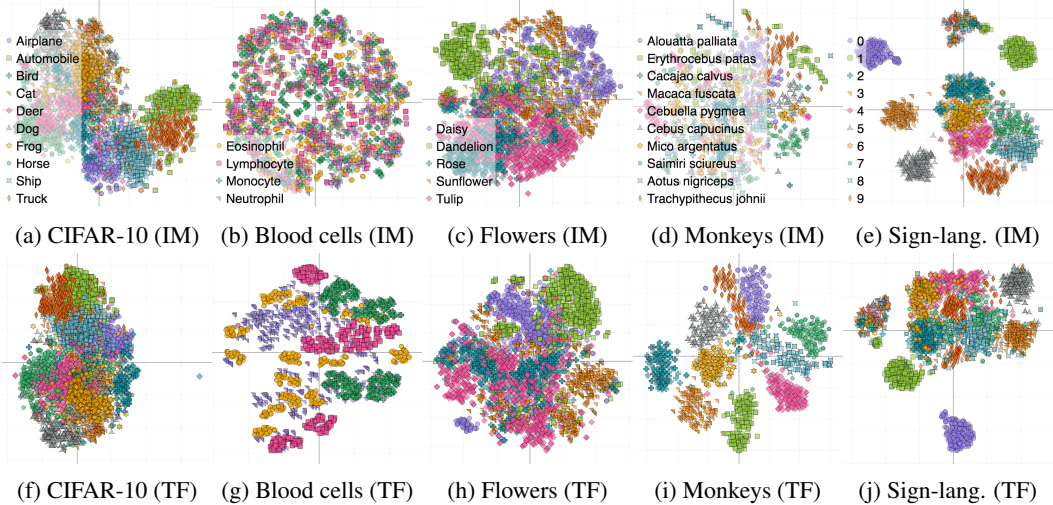 Airplane
Automobile
Bird
Cat
Deer
Dog
Frog
Horse
Ship
Truck
Eosinophil
Lymphocyte
Monocyte
Neutrophil
Daisy
Dandelion
Rose
Sunflower
Tulip
Alouatta palliata
Erythrocebus patas
Cacajao calvus
Macaca fuscata
Cebuella pygmea
Cebus capucinus
Mico argentatus
Saimiri sciureus
Aotus nigriceps
Trachypithecus johnii
0
1
2
3
4
5
6
7
8
9
(a) CIFAR-10 (IM)
(b) Blood cells (IM)
(c) Flowers (IM)
(d) Monkeys (IM)
(e) Sign-lang. (IM)
(f) CIFAR-10 (TF)
(g) Blood cells (TF)
(h) Flowers (TF)
(i) Monkeys (TF)
(j) Sign-lang. (TF)